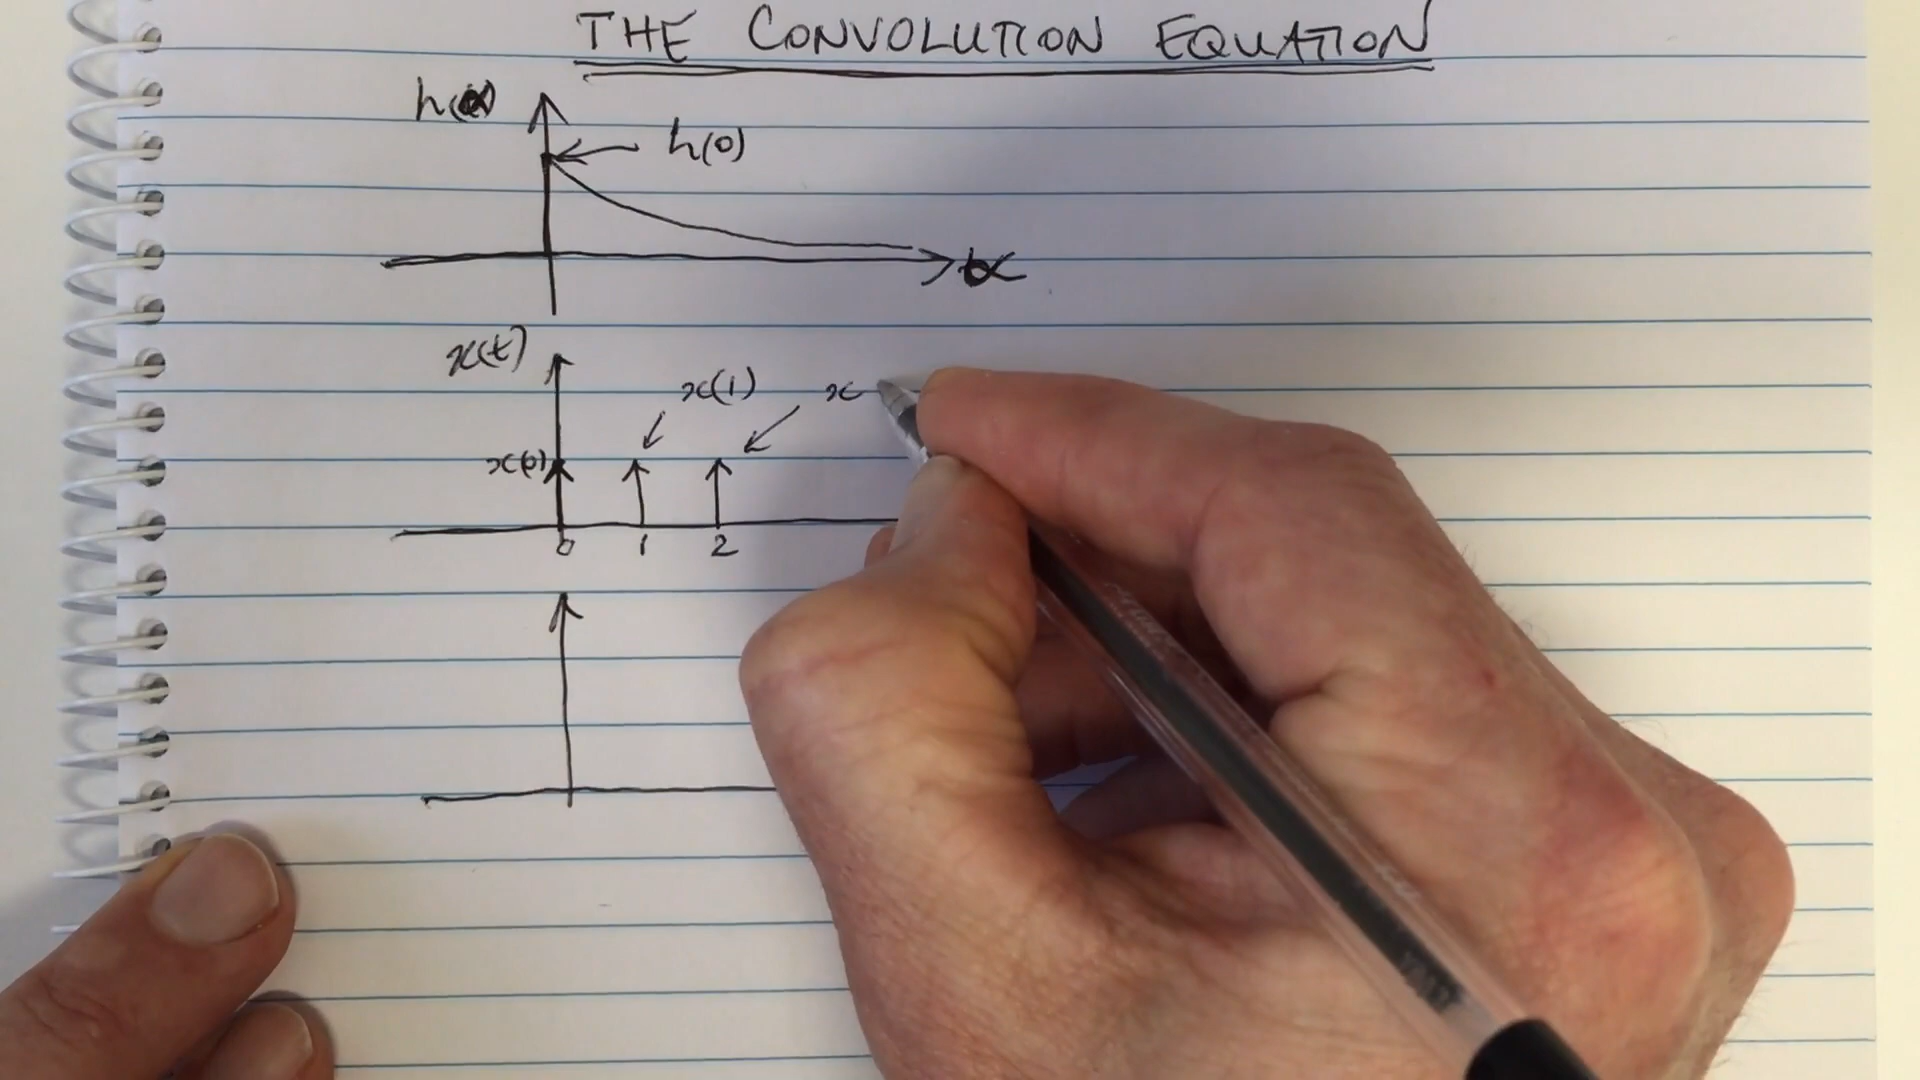 THE CONVOLUTION EQUATION
h(α)
h(0)
α
x(t)
x(1) x
x(0)
0 1 2